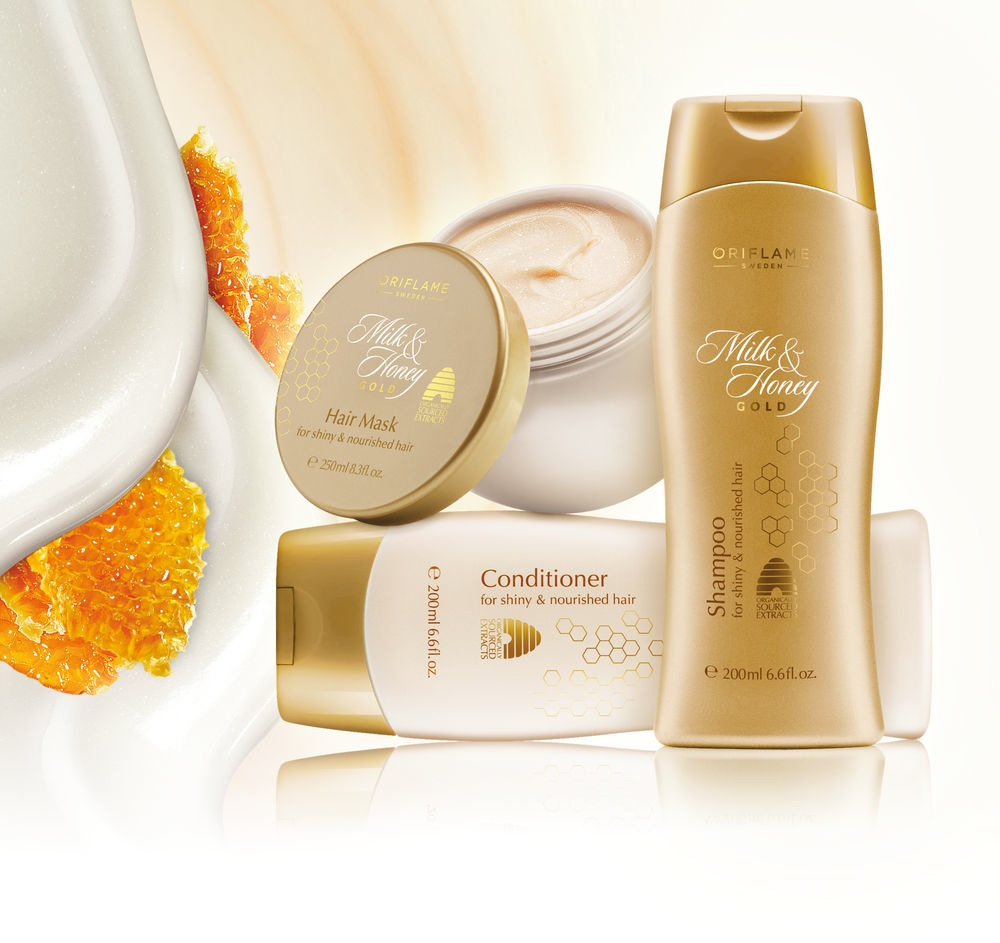 ORIFLAME
SWEDEN
Milk &
Honey
GOLD
Hair Mask
for shiny & nourished hair
ORGANICALLY
SOURCED
EXTRACTS
℮ 250ml 8.3fl.oz.
ORIFLAME
SWEDEN
Milk &
Honey
GOLD
Shampoo
for shiny & nourished hair
ORGANICALLY
SOURCED
EXTRACTS
℮ 200ml 6.6fl.oz.
Conditioner
for shiny & nourished hair
ORGANICALLY
SOURCED
EXTRACTS
℮ 200ml 6.6fl.oz.